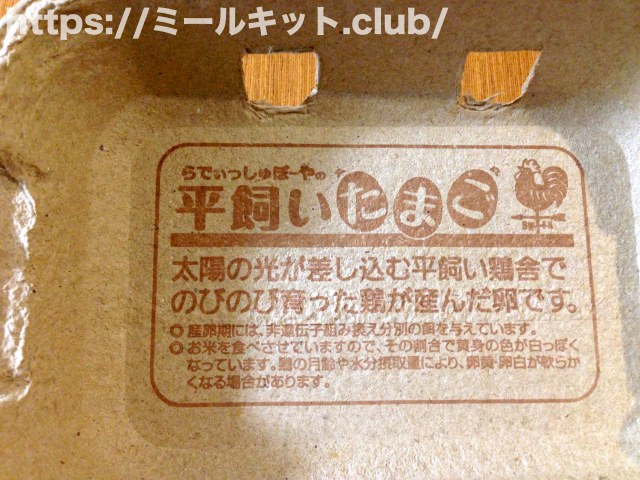 https://ミールキット.club/
らでぃっしゅぼーやの
平飼いたまご
太陽の光が差し込む平飼い鶏舎で
のびのび育った鶏が産んだ卵です。
◎産卵期には、非遺伝子組み換え分別の餌を与えています。
◎お米を食べさせていますので、その割合で黄身の色が白っぽく
なっています。鶏の月齢や水分摂取量により、卵黄・卵白が軟らか
くなる場合があります。